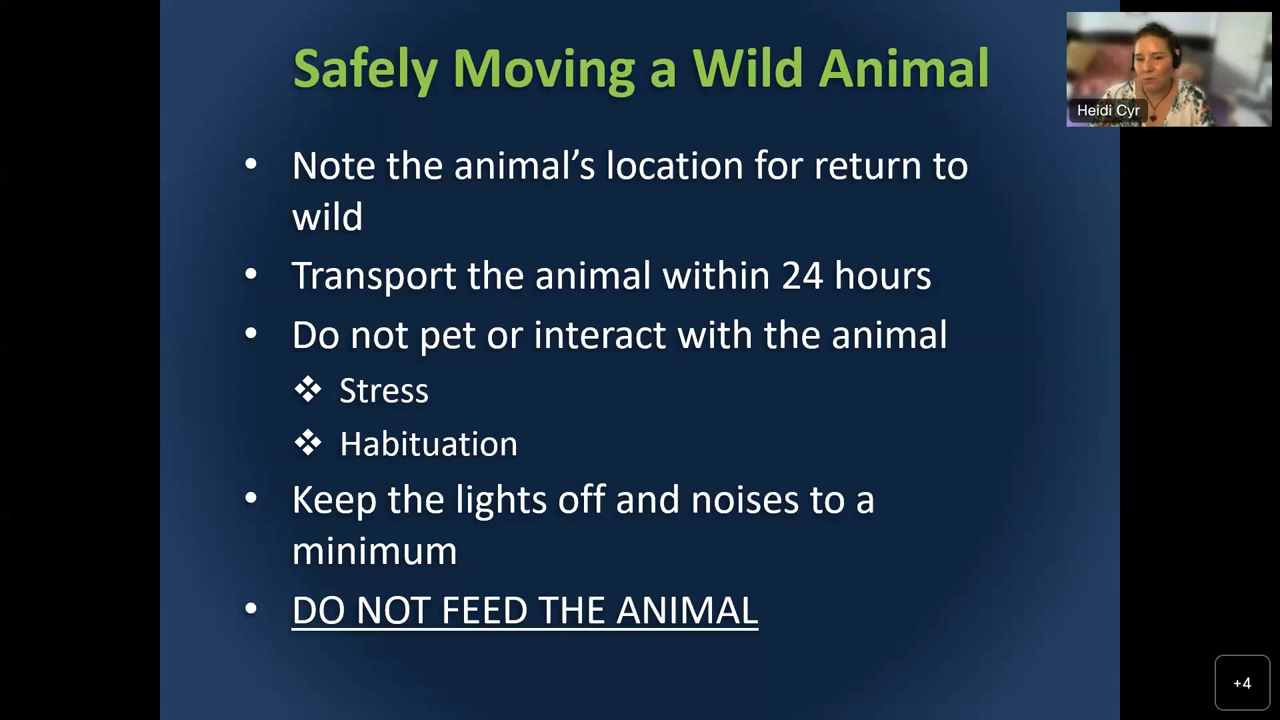 Safely Moving a Wild Animal
Heidi Cyr
• Note the animal’s location for return to
wild
• Transport the animal within 24 hours
• Do not pet or interact with the animal
❖ Stress
❖ Habituation
• Keep the lights off and noises to a
minimum
• DO NOT FEED THE ANIMAL
+4